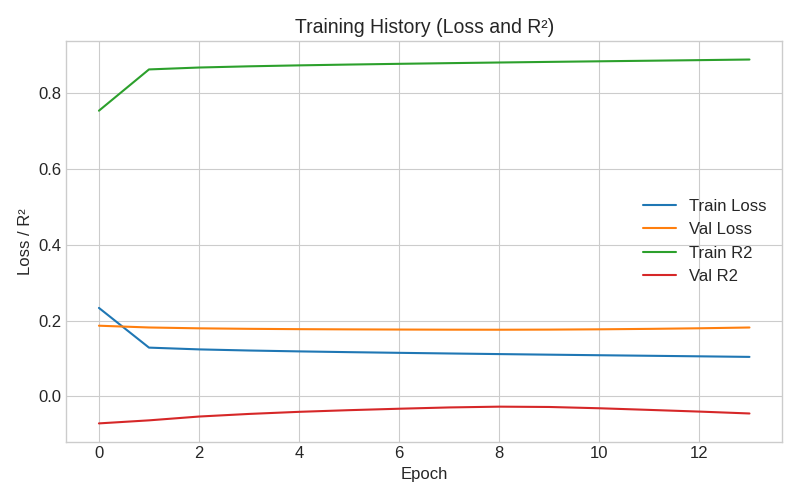 Training History (Loss and R²)
Loss / R²
0.8
0.6
0.4
0.2
0.0
Train Loss
Val Loss
Train R2
Val R2
0 2 4 6 8 10 12
Epoch